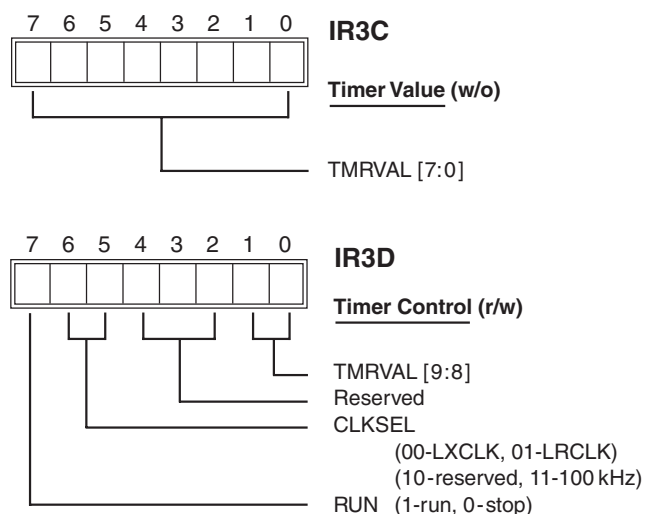 7 6 5 4 3 2 1 0
IR3C
Timer Value (w/o)
TMRVAL [7:0]
7 6 5 4 3 2 1 0
IR3D
Timer Control (r/w)
TMRVAL [9:8]
Reserved
CLKSEL
(00-LXCLK, 01-LRCLK)
(10-reserved, 11-100 kHz)
RUN (1-run, 0-stop)